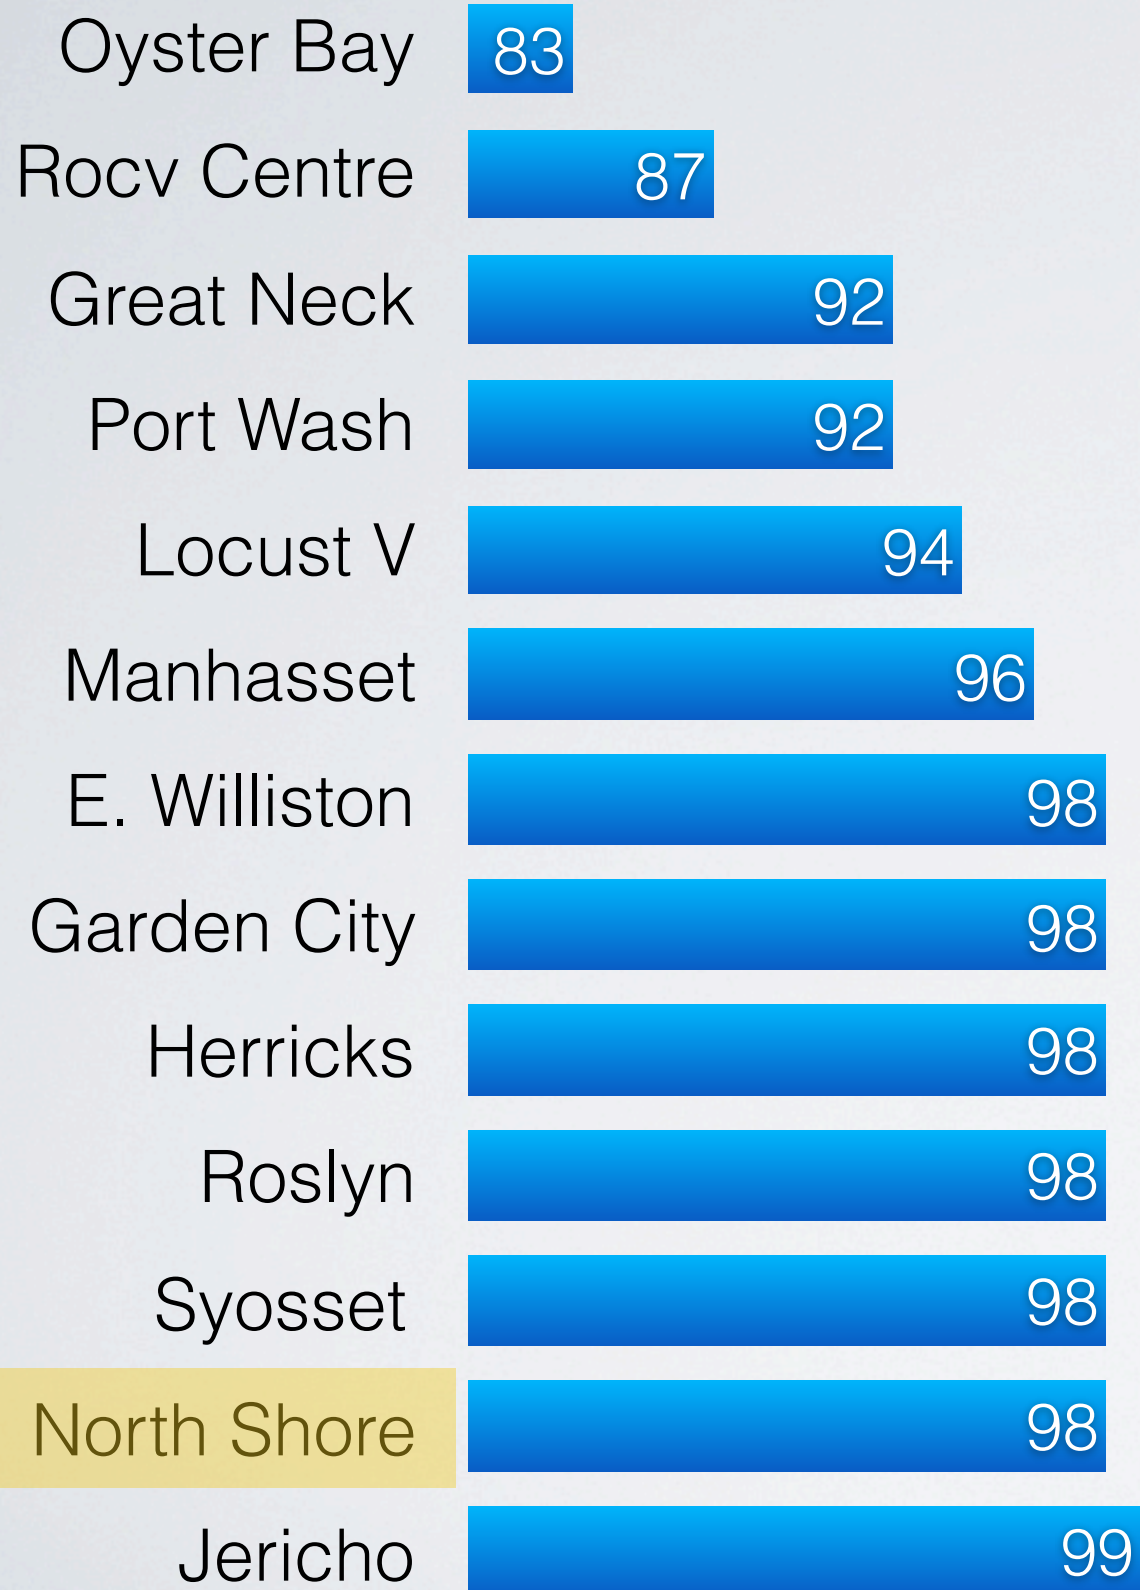 Oyster Bay 83
Rocv Centre 87
Great Neck 92
Port Wash 92
Locust V 94
Manhasset 96
E. Williston 98
Garden City 98
Herricks 98
Roslyn 98
Syosset 98
North Shore 98
Jericho 99